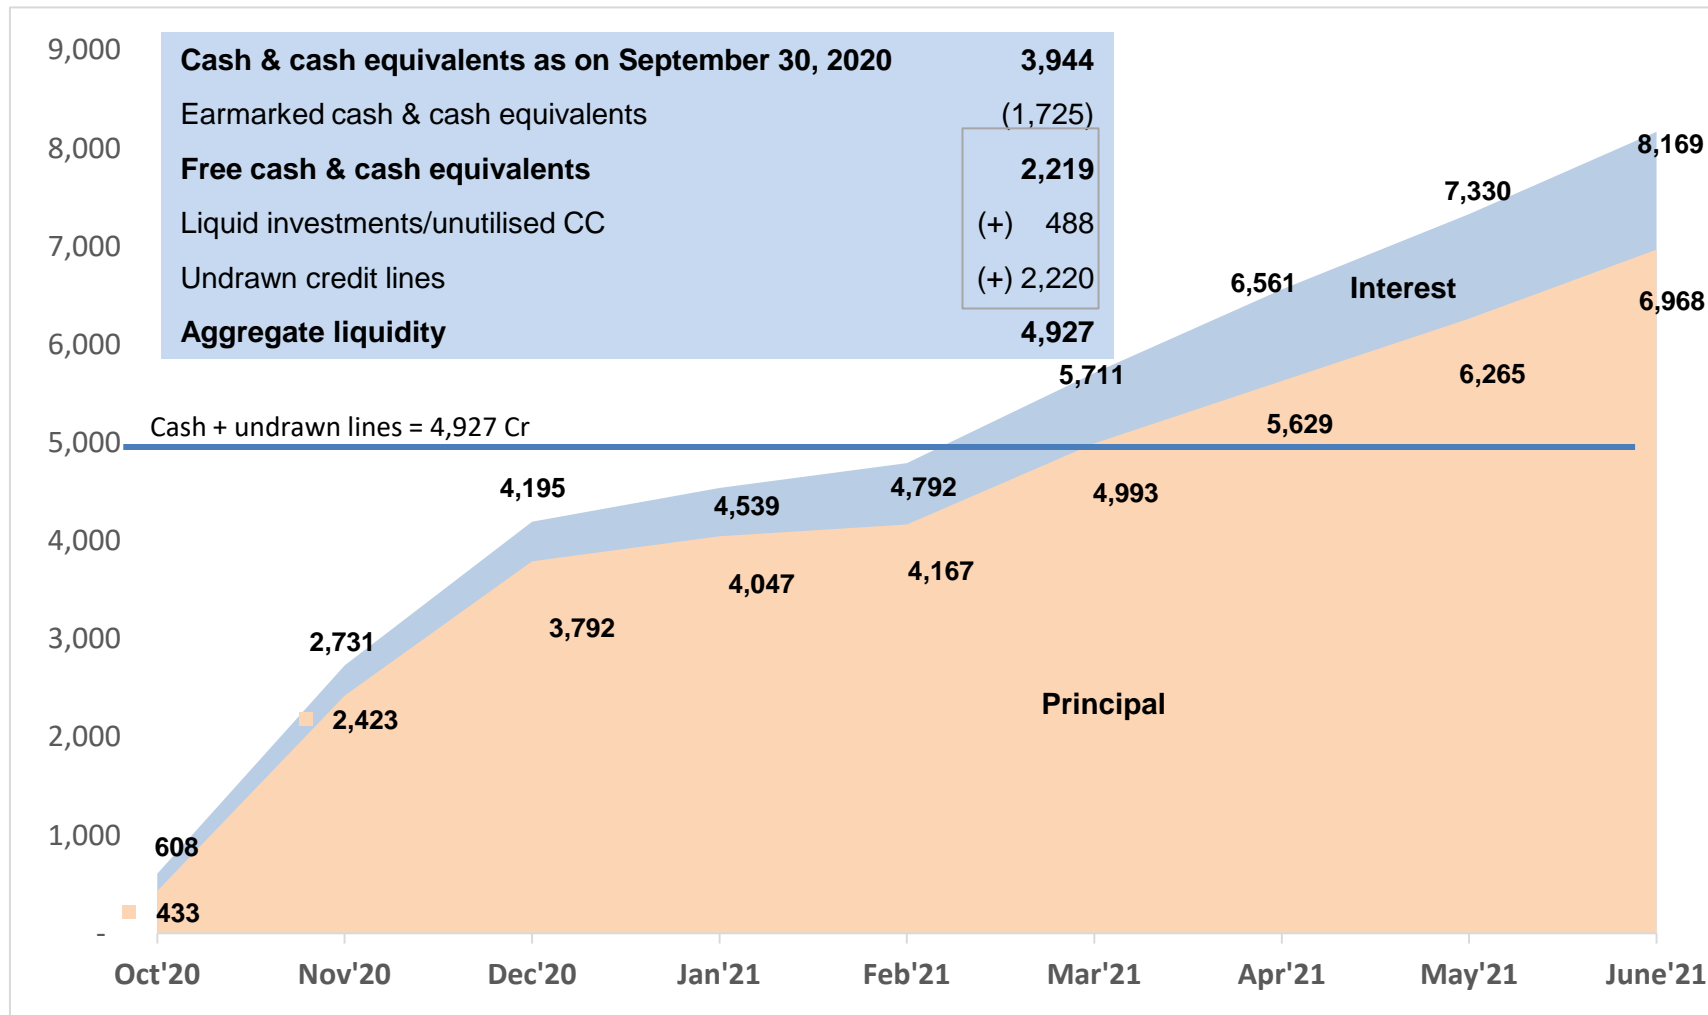 9,000
8,000
7,000
6,000
5,000
4,000
3,000
2,000
1,000
-
Cash & cash equivalents as on September 30, 2020 3,944
Earmarked cash & cash equivalents (1,725)
Free cash & cash equivalents 2,219
Liquid investments/unutilised CC (+) 488
Undrawn credit lines (+) 2,220
Aggregate liquidity 4,927
Cash + undrawn lines = 4,927 Cr
608
2,731
4,195
4,539
4,792
5,711
6,561
7,330
8,169
Interest
433
2,423
3,792
4,047
4,167
4,993
5,629
6,265
6,968
Principal
Oct'20 Nov'20 Dec'20 Jan'21 Feb'21 Mar'21 Apr'21 May'21 June'21